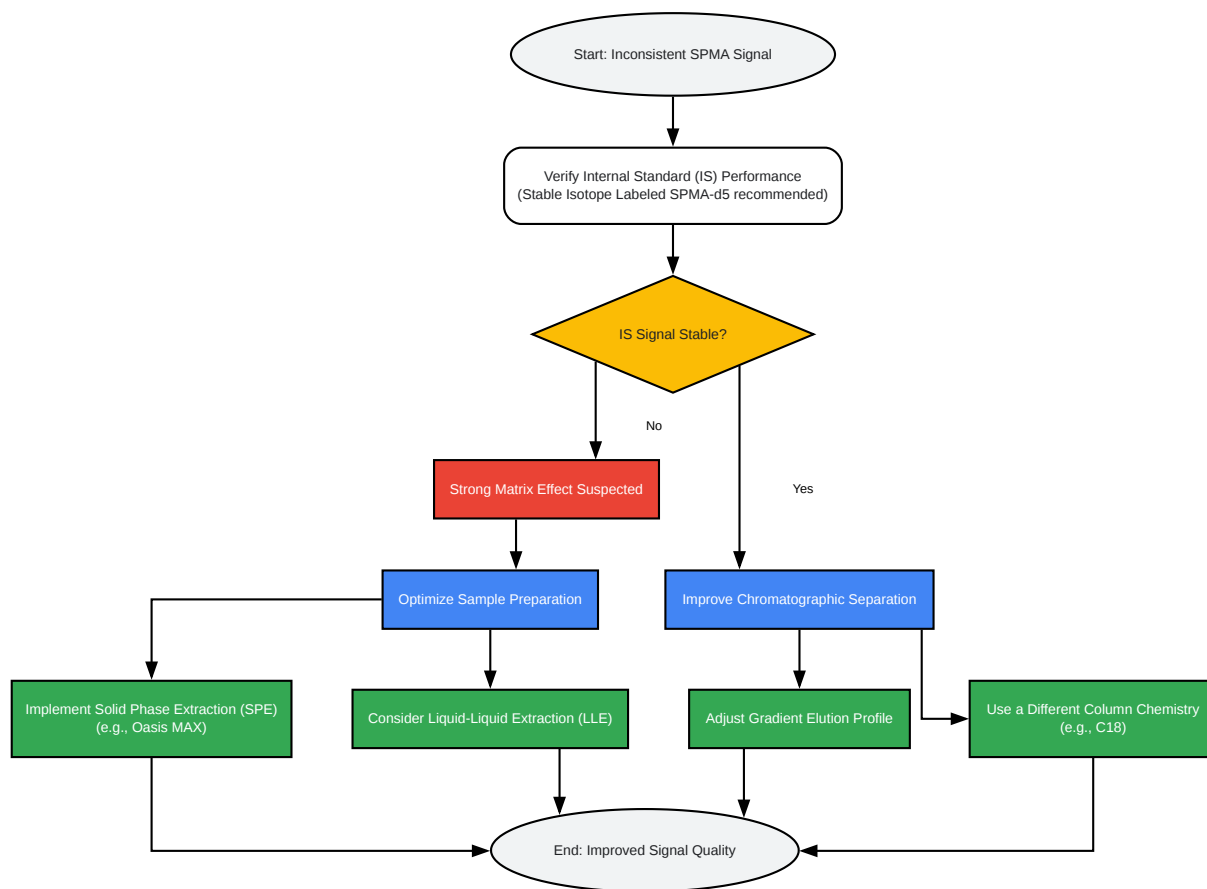 Start: Inconsistent SPMA Signal
Verify Internal Standard (IS) Performance
(Stable Isotope Labeled SPMA-d5 recommended)
IS Signal Stable?
No
Strong Matrix Effect Suspected
Yes
Optimize Sample Preparation
Improve Chromatographic Separation
Implement Solid Phase Extraction (SPE)
(e.g., Oasis MAX)
Consider Liquid-Liquid Extraction (LLE)
Adjust Gradient Elution Profile
Use a Different Column Chemistry
(e.g., C18)
End: Improved Signal Quality